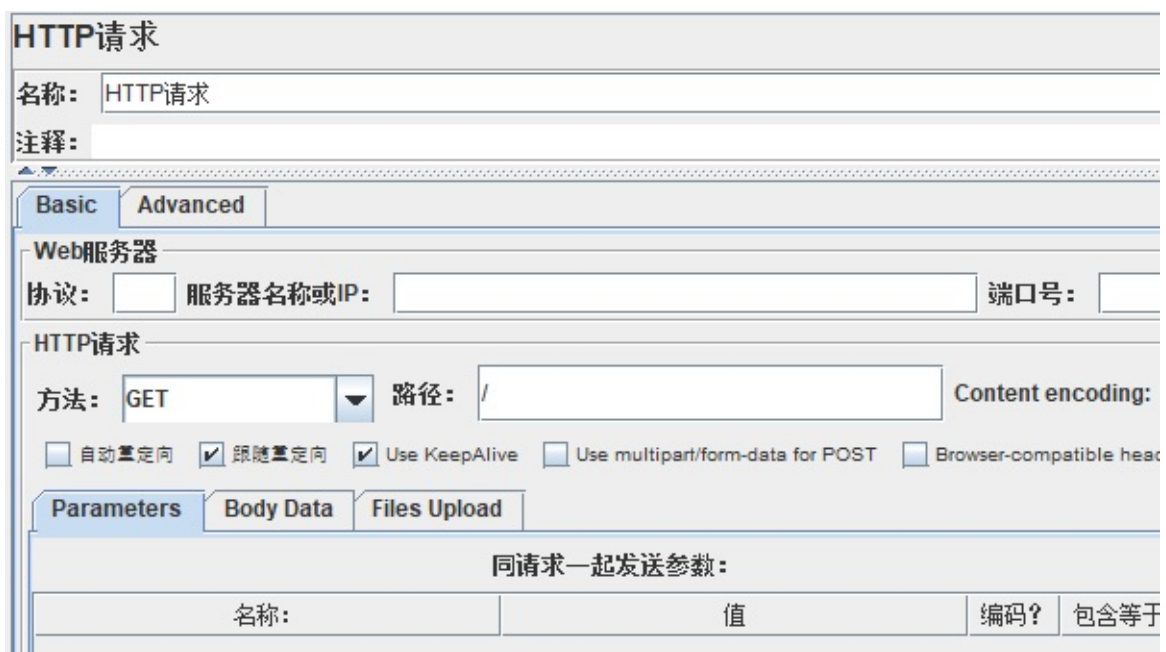 HTTP请求
名称： HTTP请求
注释：
Basic Advanced
Web服务器
协议： 服务器名称或IP： 端口号：
HTTP请求
方法： GET 路径： / Content encoding:
自动重定向 跟随重定向 Use KeepAlive Use multipart/form-data for POST Browser-compatible head
Parameters Body Data Files Upload
同请求一起发送参数：
名称: 值 编码? 包含等于